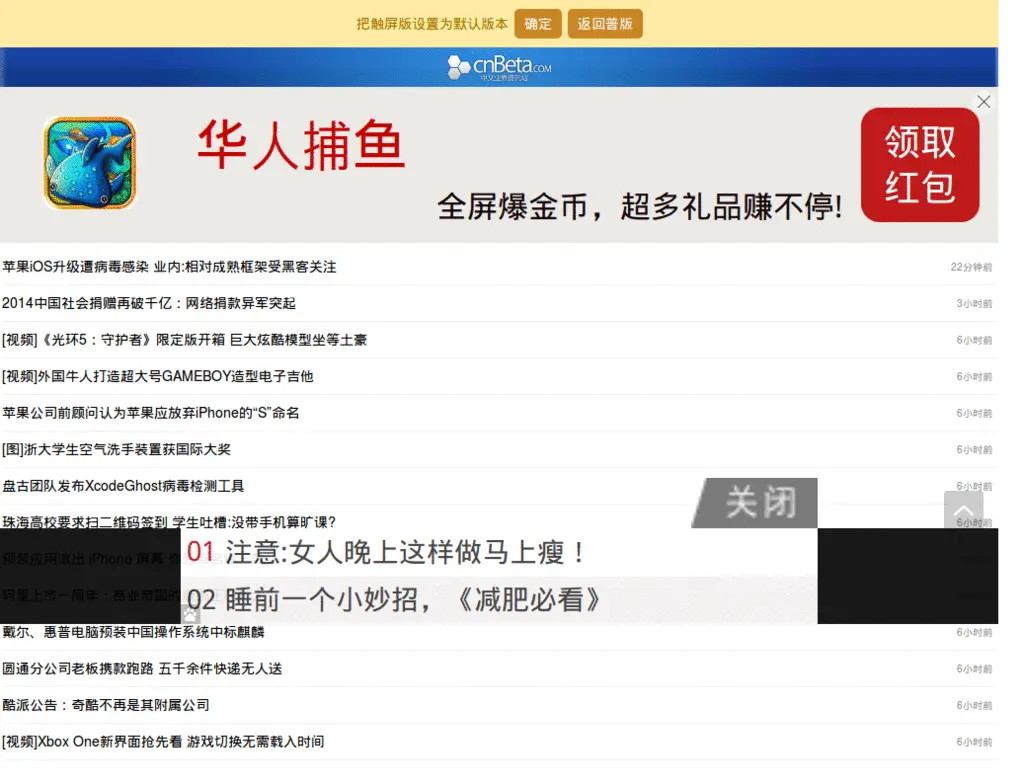 把触屏版设置为默认版本 确定 返回普版
cnBeta.COM
中文业界资讯站
华人捕鱼
全屏爆金币，超多礼品赚不停!
领取
红包
苹果iOS升级遭病毒感染 业内:相对成熟框架受黑客关注 22分钟前
2014中国社会捐赠再破千亿：网络捐款异军突起 3小时前
[视频]《光环5：守护者》限定版开箱 巨大炫酷模型坐等土豪 6小时前
[视频]外国牛人打造超大号GAMEBOY造型电子吉他 6小时前
苹果公司前顾问认为苹果应放弃iPhone的“S”命名 6小时前
[图]浙大学生空气洗手装置获国际大奖 6小时前
盘古团队发布XcodeGhost病毒检测工具 6小时前
关闭
珠海高校要求扫二维码签到 学生吐槽:没带手机算旷课? 6小时前
01 注意:女人晚上这样做马上瘦！
02 睡前一个小妙招，《减肥必看》
戴尔、惠普电脑预装中国操作系统中标麒麟 6小时前
圆通分公司老板携款跑路 五千余件快递无人送 6小时前
酷派公告：奇酷不再是其附属公司 6小时前
[视频]Xbox One新界面抢先看 游戏切换无需载入时间 6小时前